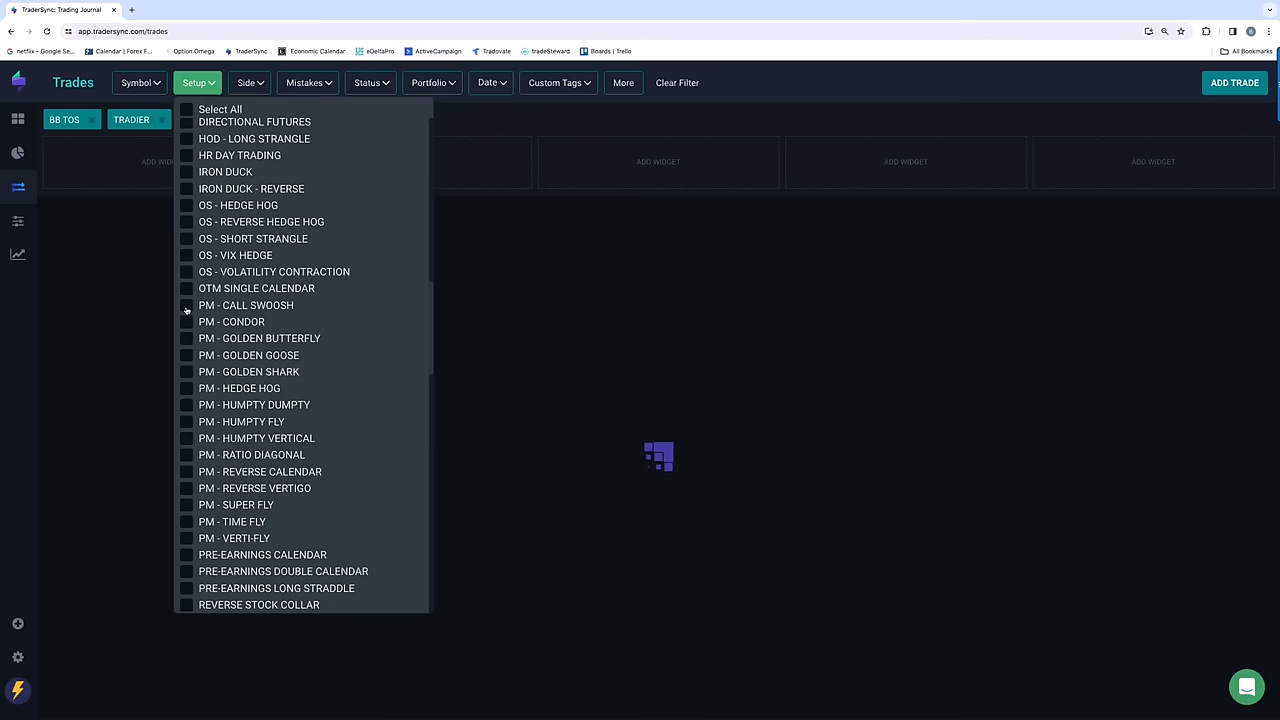 TraderSync: Trading Journal
app.tradersync.com/trades
netflix - Google Se...
Calendar | Forex F...
Option Omega
TraderSync
Economic Calendar
eDeltaPro
ActiveCampaign
Tradovate
tradeSteward
Boards | Trello
All Bookmarks
Trades
Symbol
Setup
Side
Mistakes
Status
Portfolio
Date
Custom Tags
More
Clear Filter
ADD TRADE
BB TOS
TRADIER
ADD WID
ADD WIDGET
ADD WIDGET
ADD WIDGET
Select All
DIRECTIONAL FUTURES
HOD - LONG STRANGLE
HR DAY TRADING
IRON DUCK
IRON DUCK - REVERSE
OS - HEDGE HOG
OS - REVERSE HEDGE HOG
OS - SHORT STRANGLE
OS - VIX HEDGE
OS - VOLATILITY CONTRACTION
OTM SINGLE CALENDAR
PM - CALL SWOOSH
PM - CONDOR
PM - GOLDEN BUTTERFLY
PM - GOLDEN GOOSE
PM - GOLDEN SHARK
PM - HEDGE HOG
PM - HUMPTY DUMPTY
PM - HUMPTY FLY
PM - HUMPTY VERTICAL
PM - RATIO DIAGONAL
PM - REVERSE CALENDAR
PM - REVERSE VERTIGO
PM - SUPER FLY
PM - TIME FLY
PM - VERTI-FLY
PRE-EARNINGS CALENDAR
PRE-EARNINGS DOUBLE CALENDAR
PRE-EARNINGS LONG STRADDLE
REVERSE STOCK COLLAR